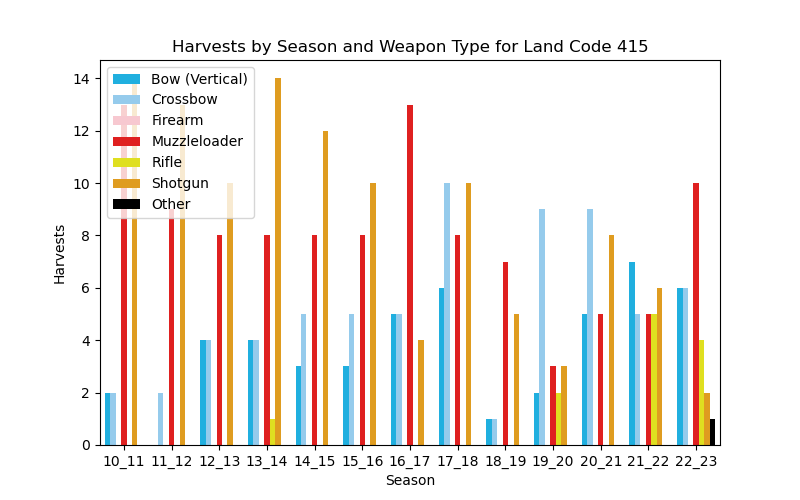 Harvests by Season and Weapon Type for Land Code 415
Bow (Vertical)
Crossbow
Firearm
Muzzleloader
Rifle
Shotgun
Other
14
12
10
8
6
4
2
0
Harvests
10_11 11_12 12_13 13_14 14_15 15_16 16_17 17_18 18_19 19_20 20_21 21_22 22_23
Season